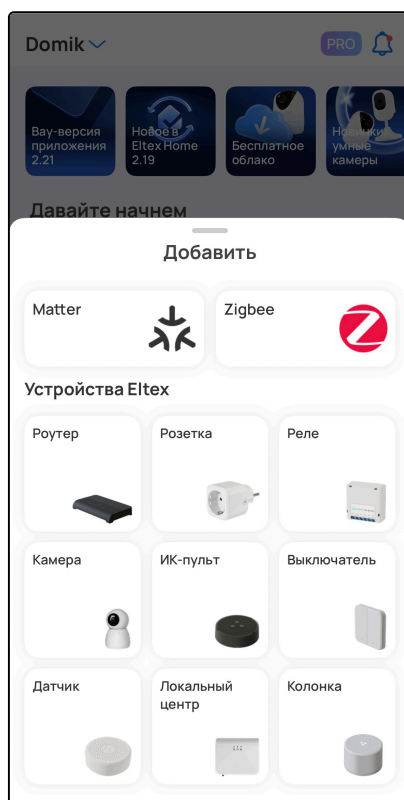 Domik
PRO
Вау-версия
приложения
2.21
Новое в
Eltex Home
2.19
Бесплатное
облако
Новинки
умные
камеры
Давайте начнем
Добавить
Matter
Zigbee
Устройства Eltex
Роутер
Розетка
Реле
Камера
ИК-пульт
Выключатель
Датчик
Локальный
центр
Колонка